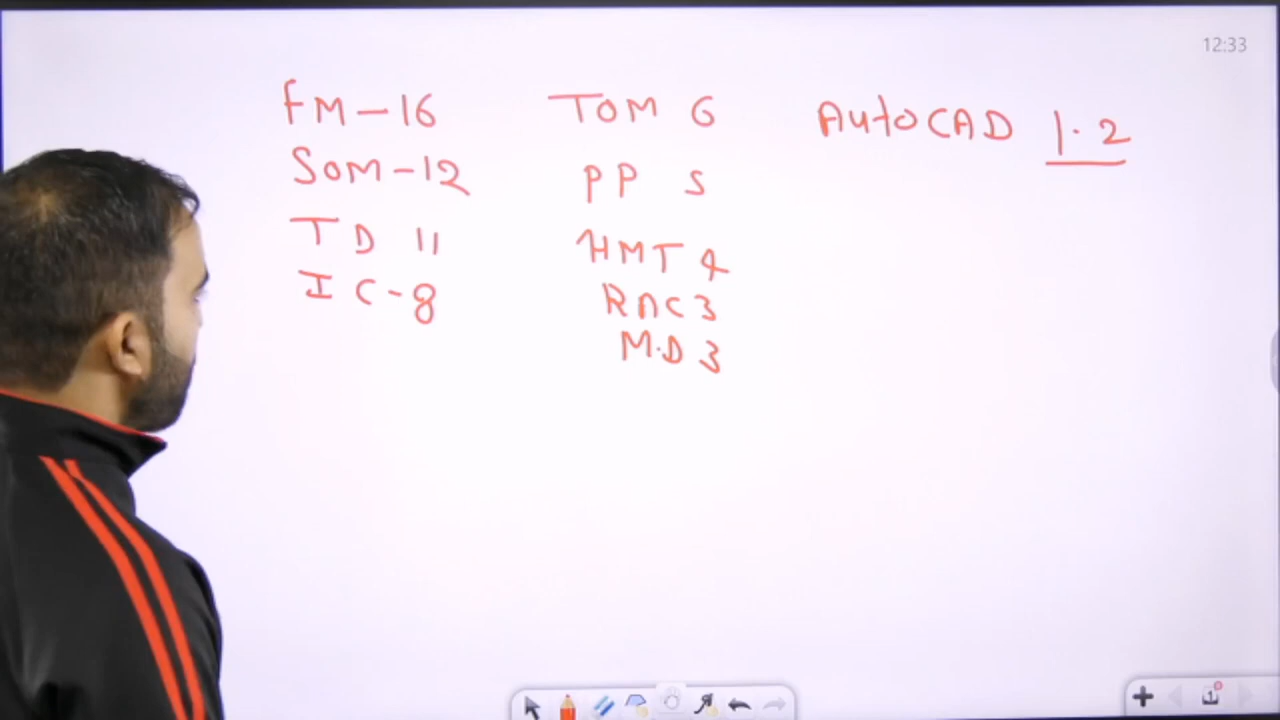 12:33
FM-16
SOM-12
TD 11
IC-8
TOM 6
PP 5
HMT 4
RAC 3
M.D 3
AutoCAD 1.2